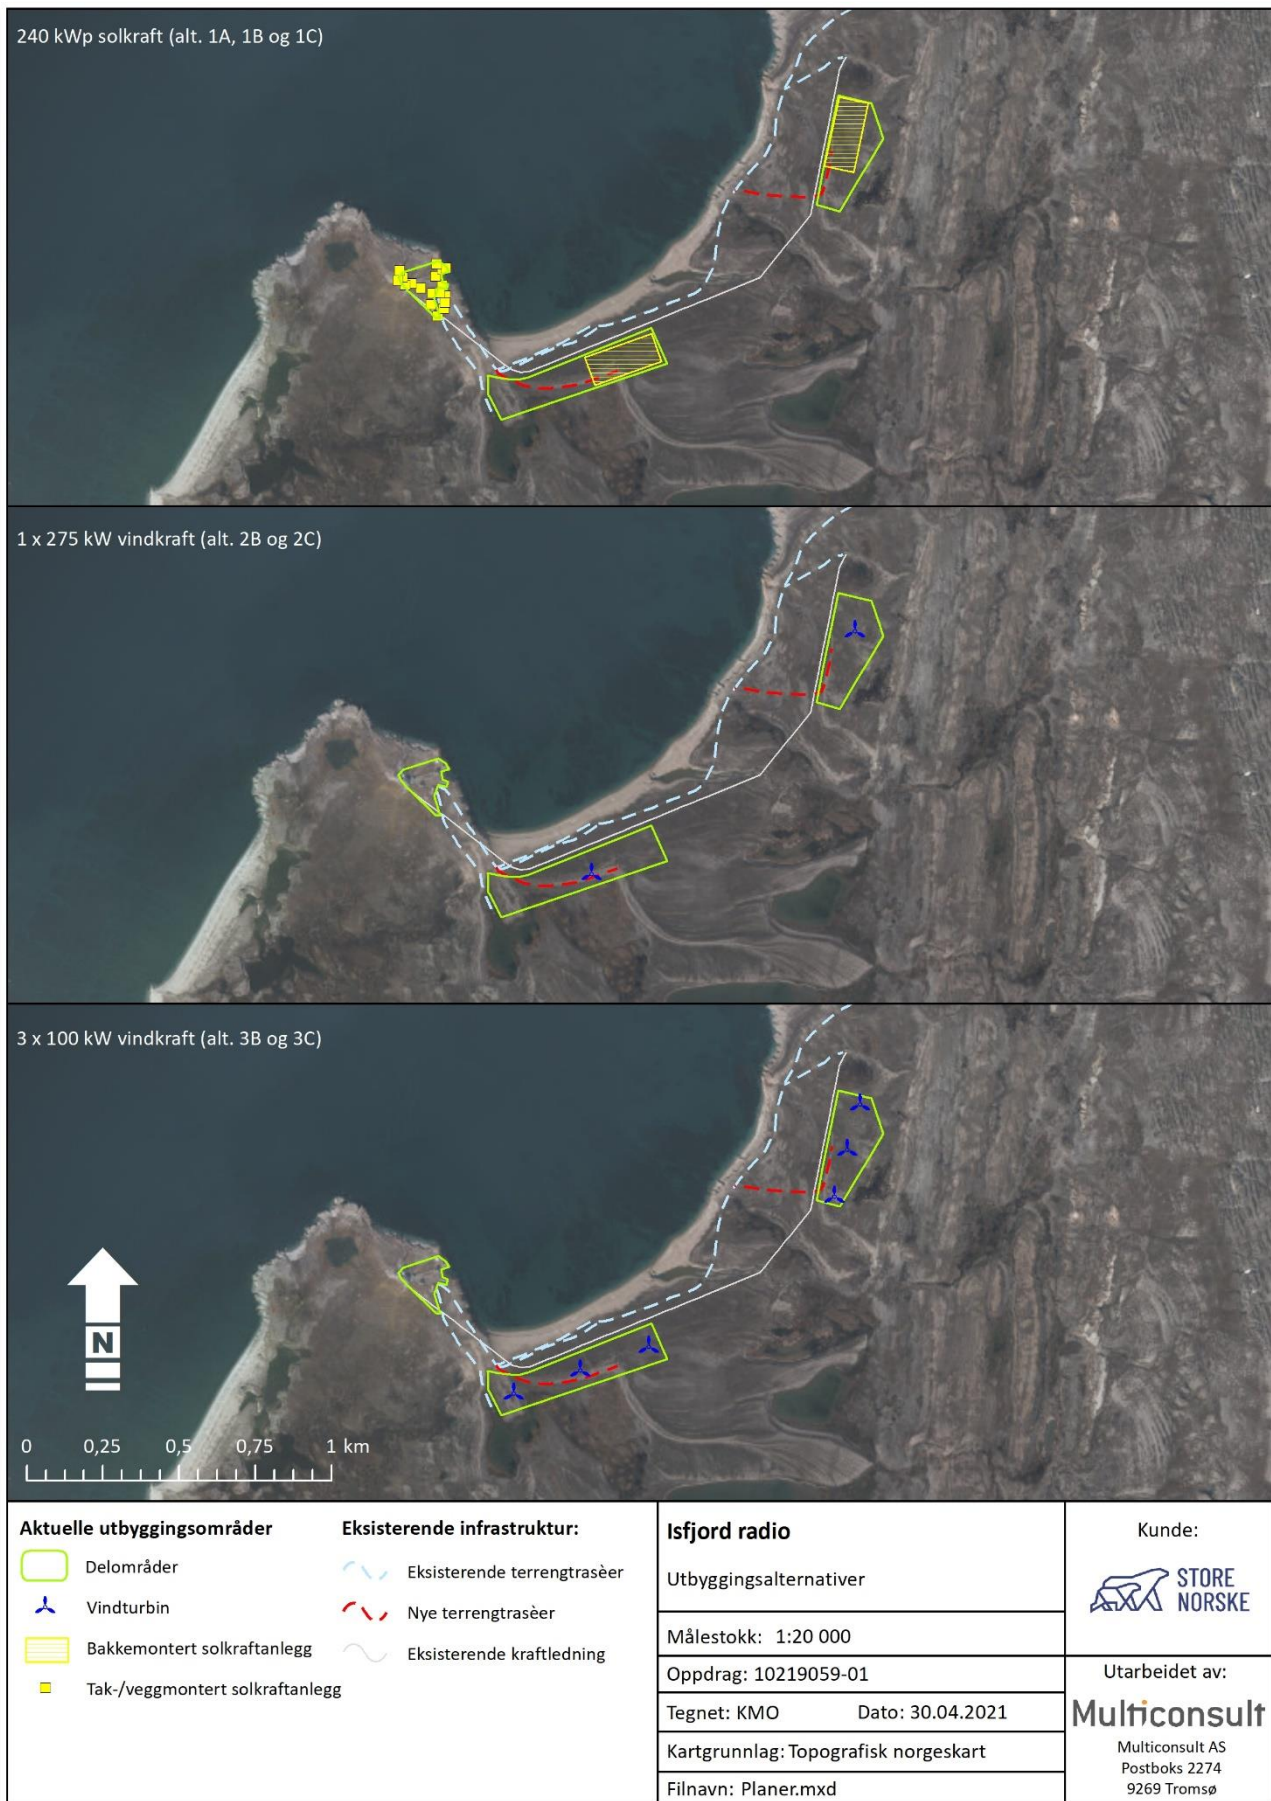 240 kWp solkraft (alt. 1A, 1B og 1C)
1 x 275 kW vindkraft (alt. 2B og 2C)
3 x 100 kW vindkraft (alt. 3B og 3C)
N
0 0,25 0,5 0,75 1 km
Aktuelle utbyggingsområder
Delområder
Vindturbin
Bakkemontert solkraftanlegg
Tak-/veggmontert solkraftanlegg
Eksisterende infrastruktur:
Eksisterende terrengtrasèer
Nye terrengtrasèer
Eksisterende kraftledning
Isfjord radio
Utbyggingsalternativer
Målestokk: 1:20 000
Oppdrag: 10219059-01
Tegnet: KMO Dato: 30.04.2021
Kartgrunnlag: Topografisk norgeskart
Filnavn: Planer.mxd
Kunde:
STORE
NORSKE
Utarbeidet av:
Multiconsult
Multiconsult AS
Postboks 2274
9269 Tromsø